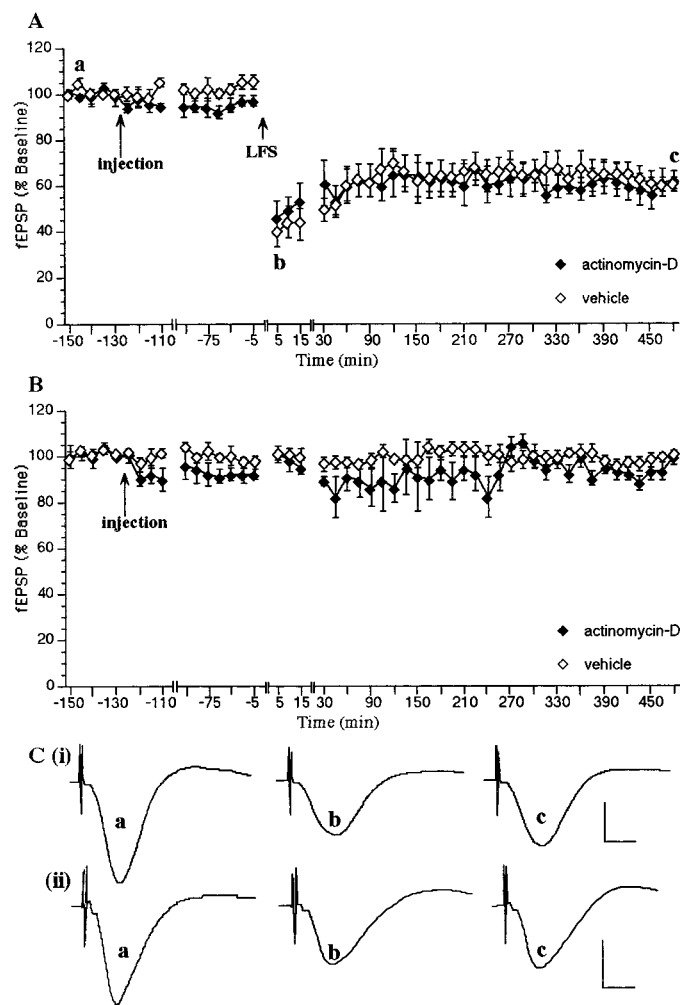 A
120
a
c
100
80
injection
LFS
60
40
b
20
0
fEPSP (% Baseline)
actinomycin-D
vehicle
-150 -130 -110 -75 -5 5 15 30 90 150 210 270 330 390 450
Time (min)
B
120
100
80
injection
60
40
20
0
fEPSP (% Baseline)
actinomycin-D
vehicle
-150 -130 -110 -75 -5 5 15 30 90 150 210 270 330 390 450
Time (min)
C (i)
a b c
(ii)
a b c